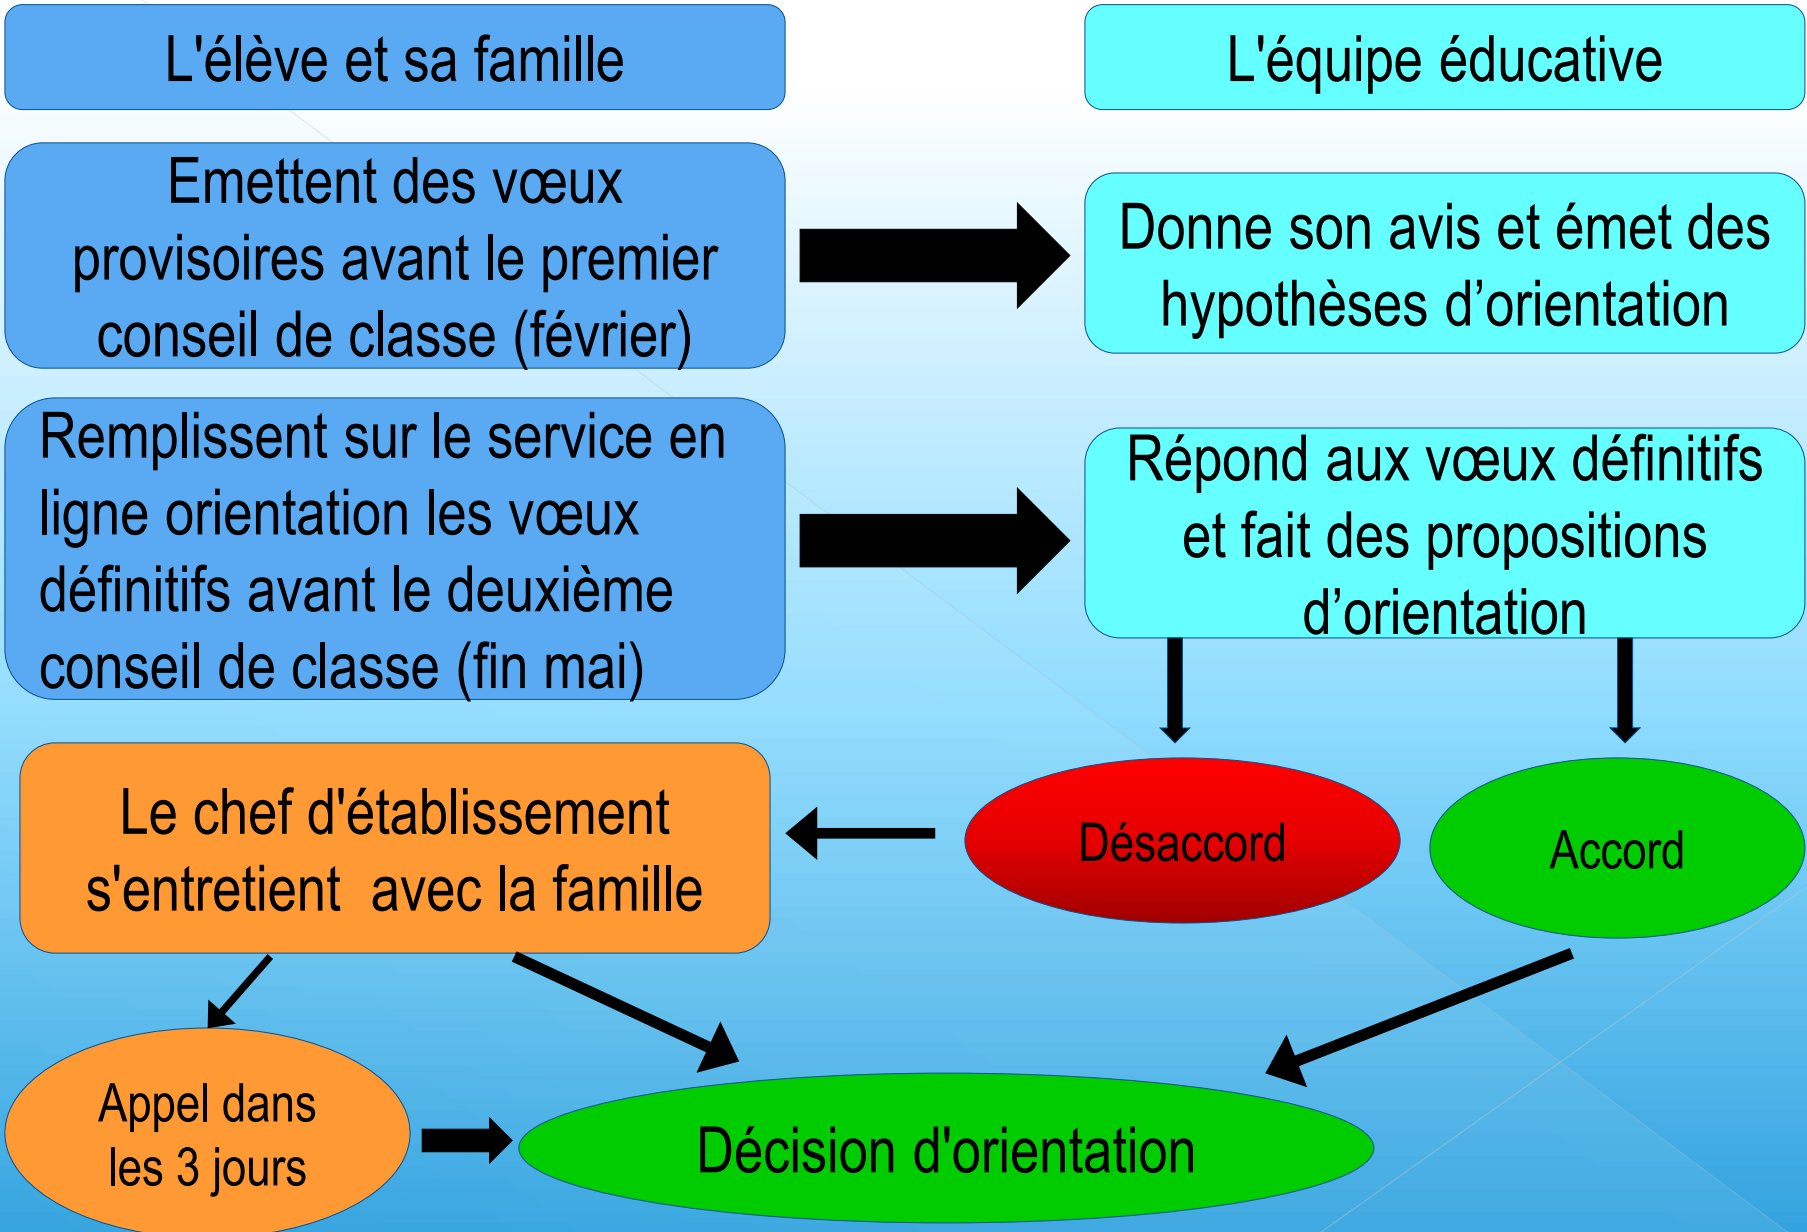 L'élève et sa famille
L'équipe éducative
Emettent des vœux
provisoires avant le premier
conseil de classe (février)
Donne son avis et émet des
hypothèses d’orientation
Remplissent sur le service en
ligne orientation les vœux
définitifs avant le deuxième
conseil de classe (fin mai)
Répond aux vœux définitifs
et fait des propositions
d’orientation
Le chef d'établissement
s'entretient  avec la famille
Désaccord
Accord
Appel dans
les 3 jours
Décision d'orientation